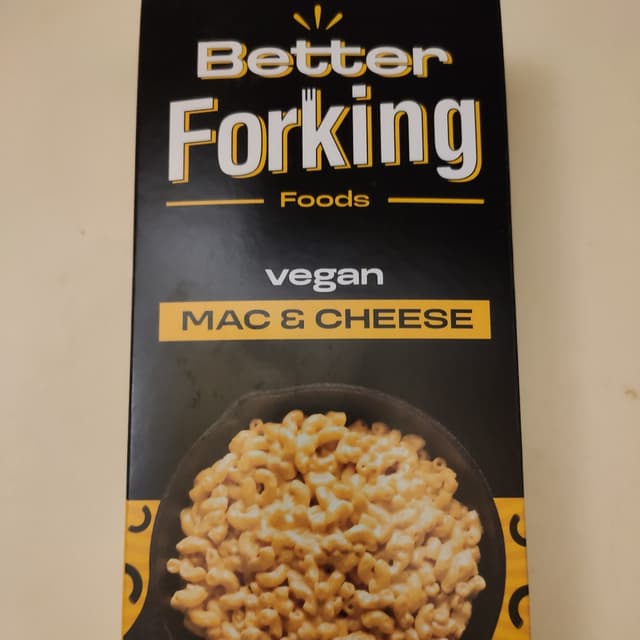 Better
Forking
Foods
vegan
MAC & CHEESE